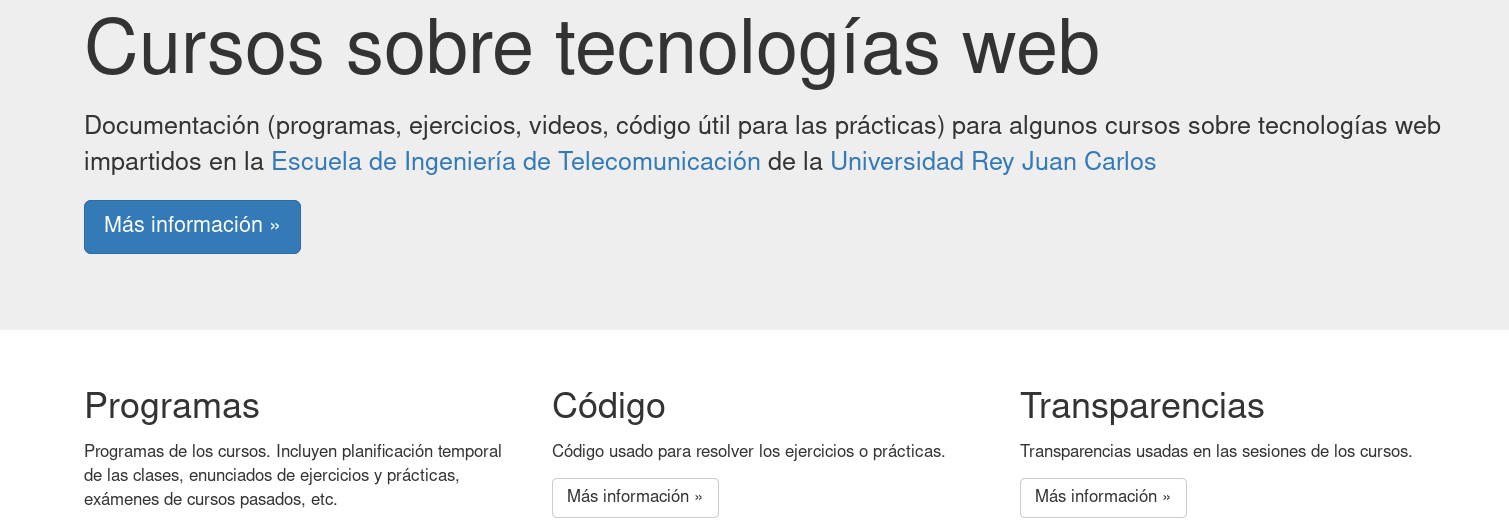 Cursos sobre tecnologías web
Documentación (programas, ejercicios, videos, código útil para las prácticas) para algunos cursos sobre tecnologías web
impartidos en la Escuela de Ingeniería de Telecomunicación de la Universidad Rey Juan Carlos
Más información »
Programas
Programas de los cursos. Incluyen planificación temporal
de las clases, enunciados de ejercicios y prácticas,
exámenes de cursos pasados, etc.
Código
Código usado para resolver los ejercicios o prácticas.
Más información »
Transparencias
Transparencias usadas en las sesiones de los cursos.
Más información »